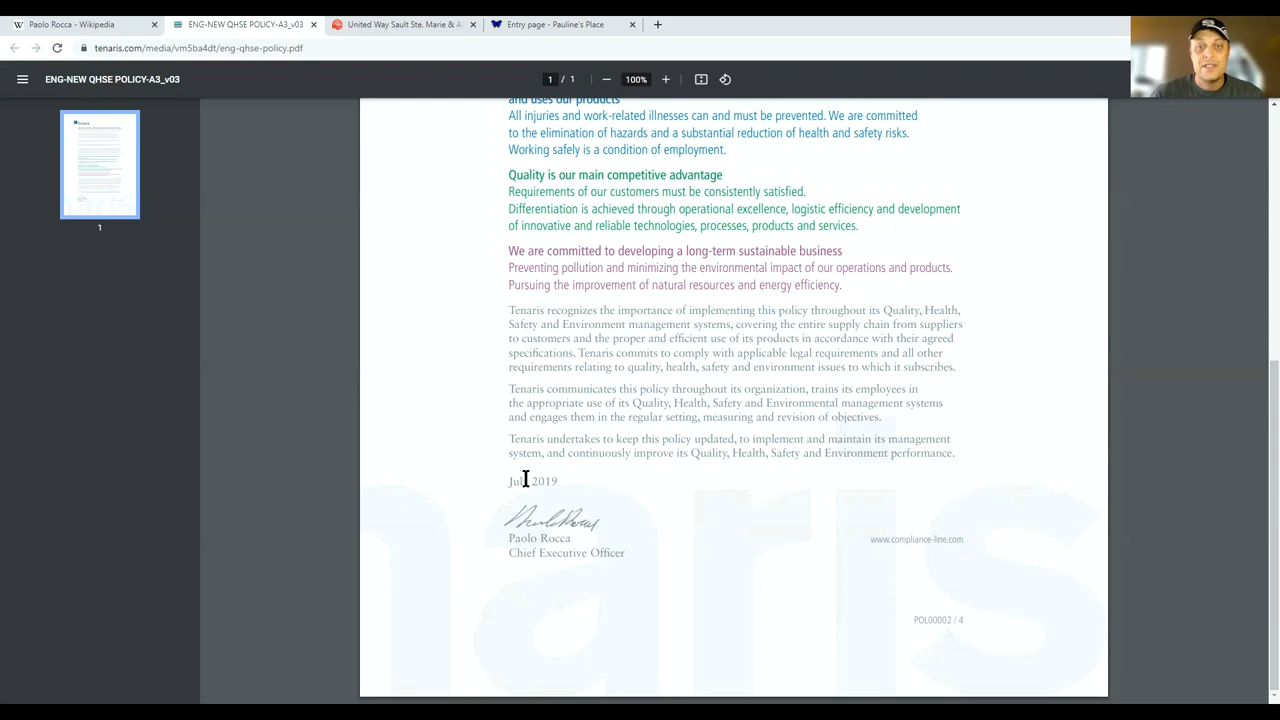 Paolo Rocca - Wikipedia
ENG-NEW QHSE POLICY-A3_v03
United Way Sault Ste. Marie & A
Entry page - Pauline's Place
tenaris.com/media/vm5ba4dt/eng-qhse-policy.pdf
ENG-NEW QHSE POLICY-A3_v03
1 / 1
100%
1
and uses our products
All injuries and work-related illnesses can and must be prevented. We are committed
to the elimination of hazards and a substantial reduction of health and safety risks.
Working safely is a condition of employment.
Quality is our main competitive advantage
Requirements of our customers must be consistently satisfied.
Differentiation is achieved through operational excellence, logistic efficiency and development
of innovative and reliable technologies, processes, products and services.
We are committed to developing a long-term sustainable business
Preventing pollution and minimizing the environmental impact of our operations and products.
Pursuing the improvement of natural resources and energy efficiency.
Tenaris recognizes the importance of implementing this policy throughout its Quality, Health,
Safety and Environment management systems, covering the entire supply chain from suppliers
to customers and the proper and efficient use of its products in accordance with their agreed
specifications. Tenaris commits to comply with applicable legal requirements and all other
requirements relating to quality, health, safety and environment issues to which it subscribes.
Tenaris communicates this policy throughout its organization, trains its employees in
the appropriate use of its Quality, Health, Safety and Environmental management systems
and engages them in the regular setting, measuring and revision of objectives.
Tenaris undertakes to keep this policy updated, to implement and maintain its management
system, and continuously improve its Quality, Health, Safety and Environment performance.
2019
Paolo Rocca
Chief Executive Officer
www.compliance-line.com
POL00002 / 4
naris